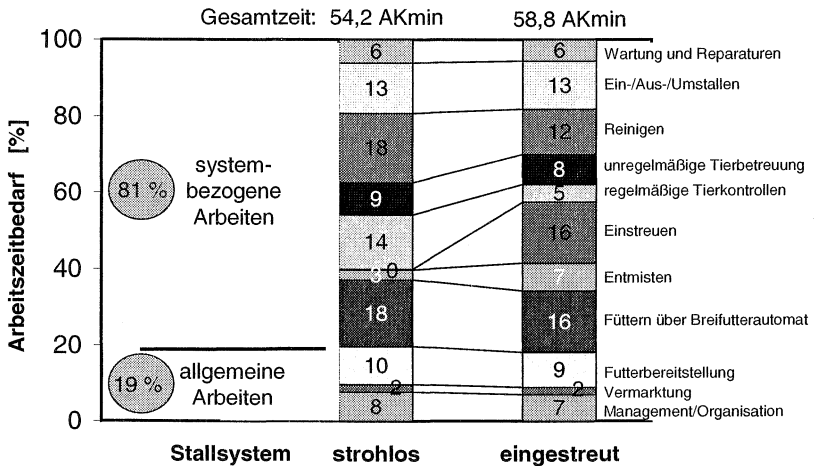 Gesamtzeit: 54,2 AKmin 58,8 AKmin
Arbeitszeitbedarf [%]
100
80
60
40
20
0
81 %
system-
bezogene
Arbeiten
19 %
allgemeine
Arbeiten
6
13
18
9
14
0
3
18
10
2
8
6
13
12
8
5
16
7
16
9
2
7
Wartung und Reparaturen
Ein-/Aus-/Umstallen
Reinigen
unregelmäßige Tierbetreuung
regelmäßige Tierkontrollen
Einstreuen
Entmisten
Füttern über Breifutterautomat
Futterbereitstellung
Vermarktung
Management/Organisation
Stallsystem strohlos eingestreut